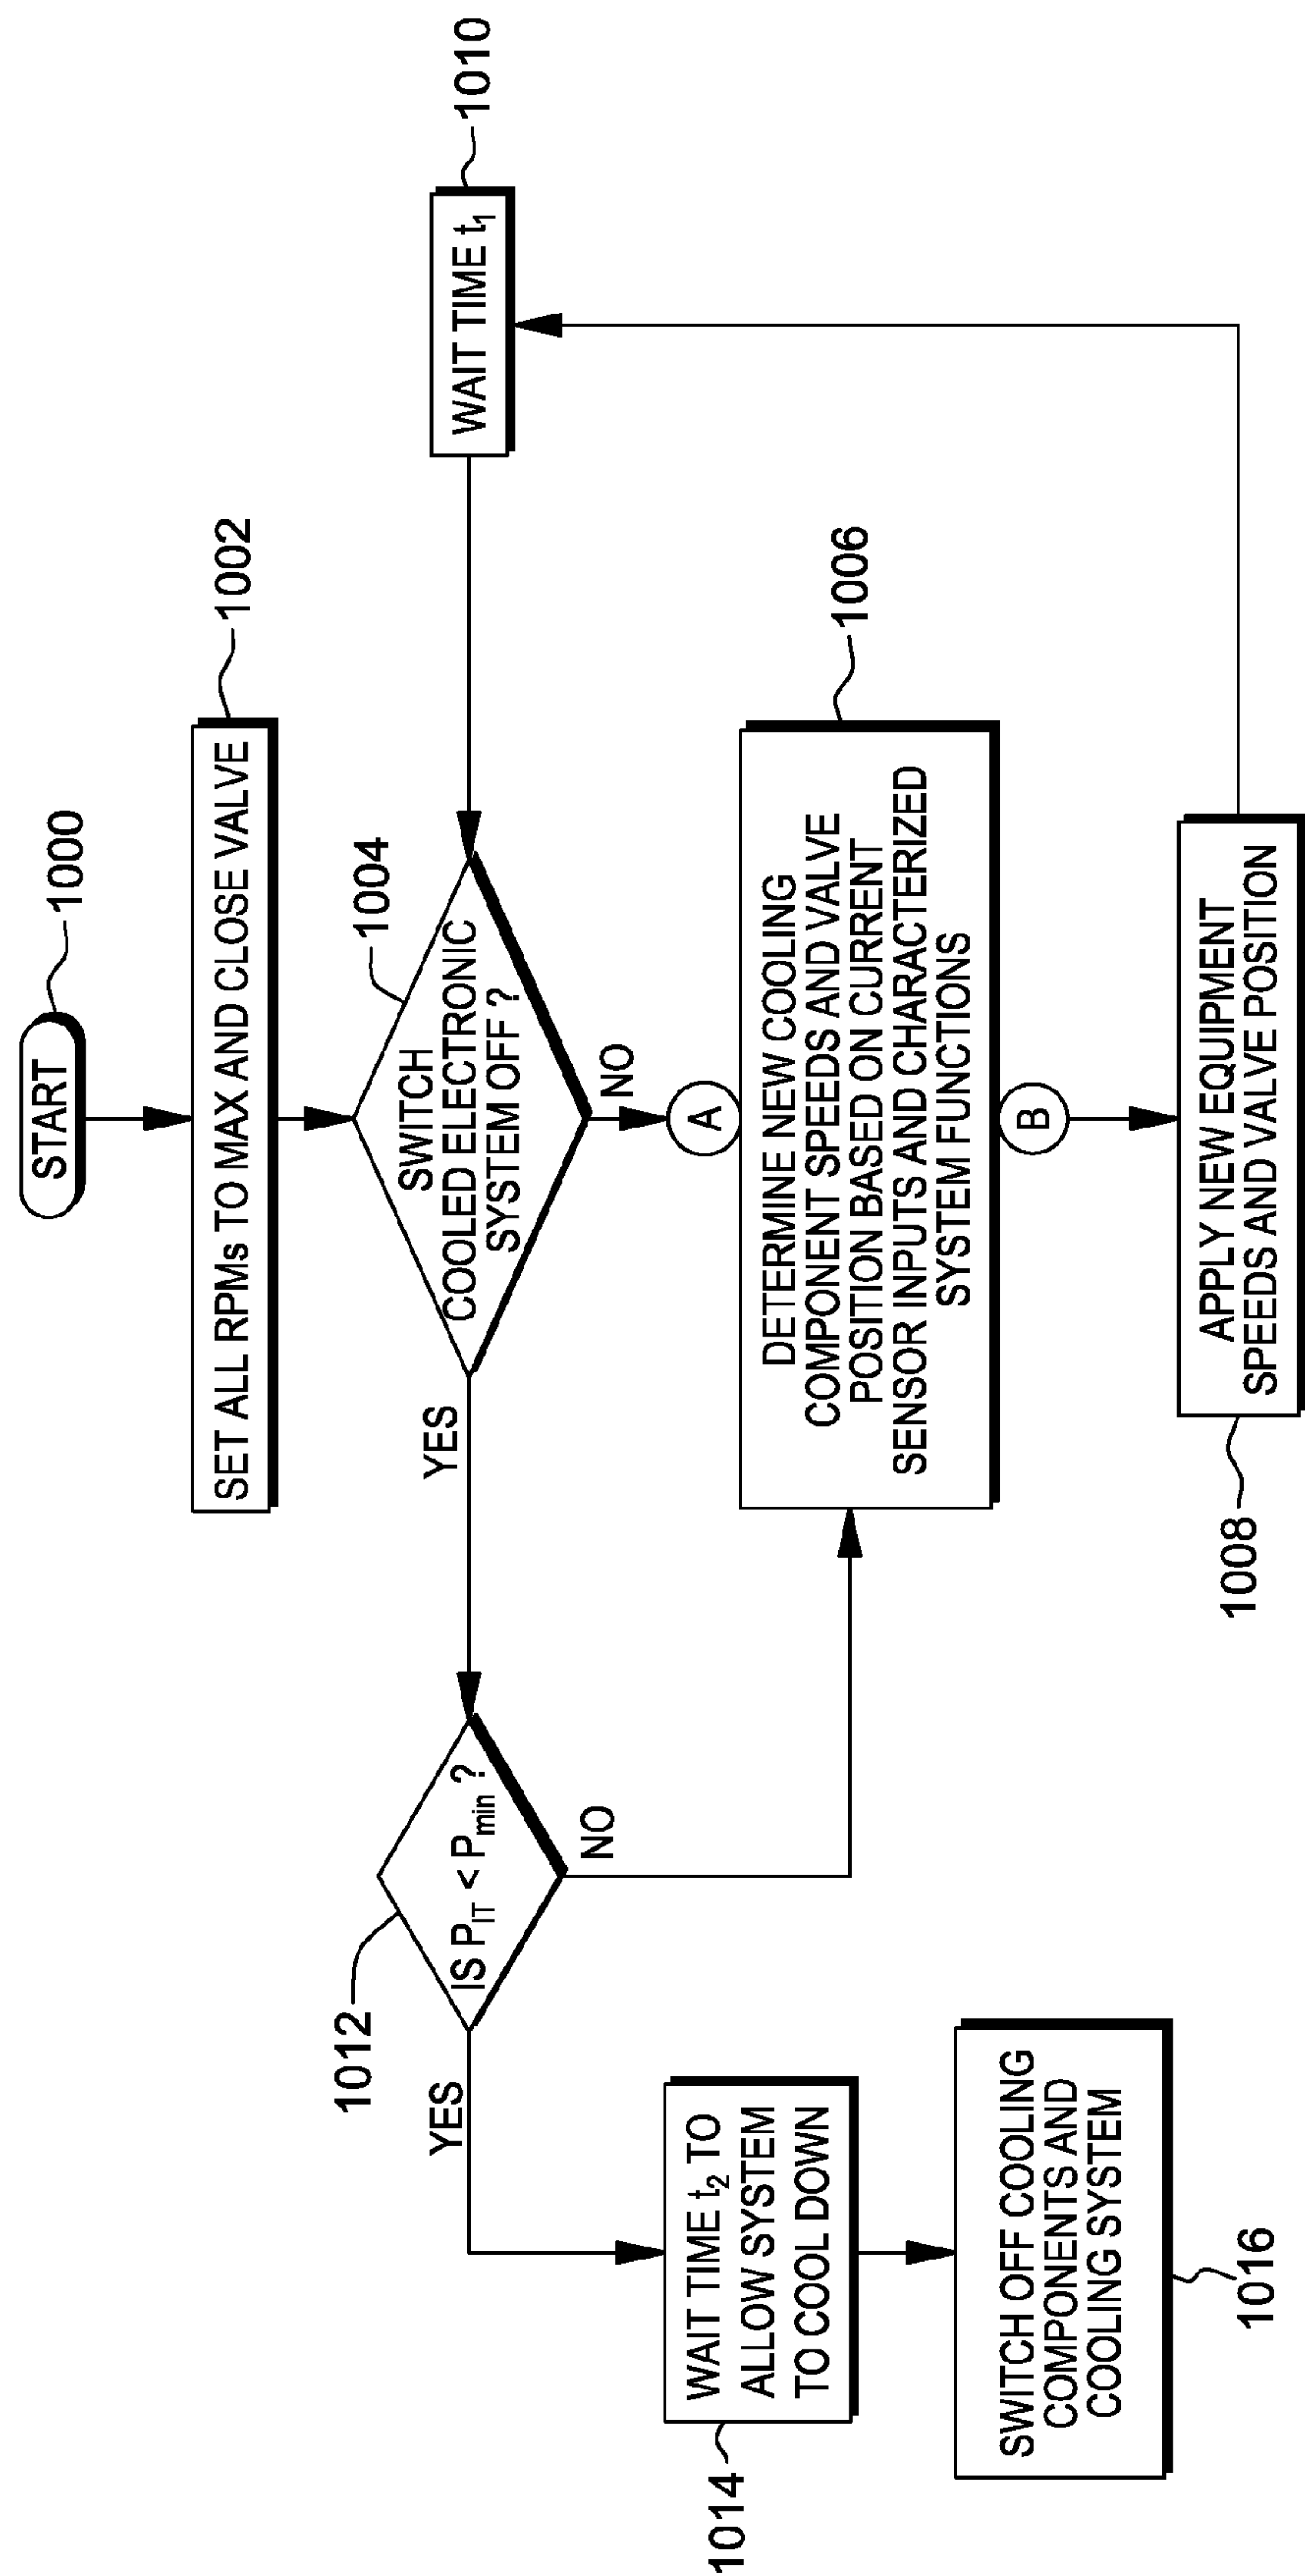 START
1000
SET ALL RPMs TO MAX AND CLOSE VALVE
1002
SWITCH
COOLED ELECTRONIC
SYSTEM OFF ?
1004
YES
NO
WAIT TIME t₁
1010
IS P_IT < P_min ?
1012
YES
NO
A
DETERMINE NEW COOLING
COMPONENT SPEEDS AND VALVE
POSITION BASED ON CURRENT
SENSOR INPUTS AND CHARACTERIZED
SYSTEM FUNCTIONS
1006
B
WAIT TIME t₂ TO
ALLOW SYSTEM
TO COOL DOWN
1014
SWITCH OFF COOLING
COMPONENTS AND
COOLING SYSTEM
1016
APPLY NEW EQUIPMENT
SPEEDS AND VALVE POSITION
1008